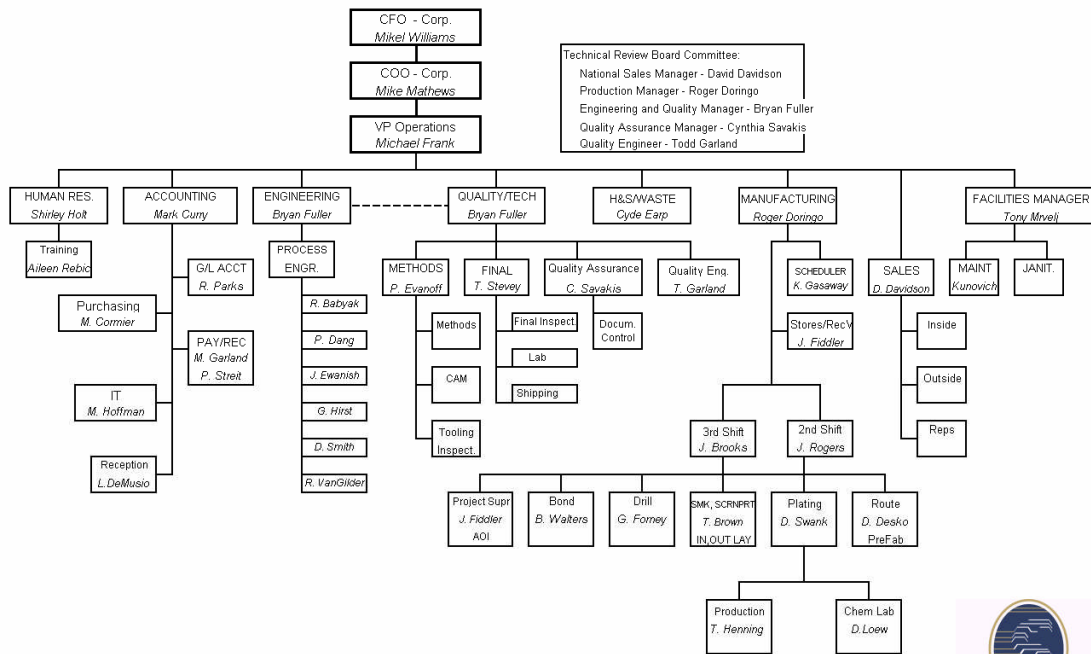 CFO - Corp.
Mikel Williams
COO - Corp.
Mike Mathews
VP Operations
Michael Frank
Technical Review Board Committee:
National Sales Manager - David Davidson
Production Manager - Roger Doringo
Engineering and Quality Manager - Bryan Fuller
Quality Assurance Manager - Cynthia Savakis
Quality Engineer - Todd Garland
HUMAN RES.
Shirley Holt
ACCOUNTING
Mark Curry
ENGINEERING
Bryan Fuller
QUALITY/TECH
Bryan Fuller
H&S/WASTE
Cyde Earp
MANUFACTURING
Roger Doringo
FACILITIES MANAGER
Tony Mrvelj
Training
Aileen Rebic
G/L ACCT
R. Parks
Purchasing
M. Cormier
PAY/REC
M. Garland
P. Streit
IT
M. Hoffman
Reception
L.DeMusio
PROCESS
ENGR.
R. Babyak
P. Dang
J. Ewanish
G. Hirst
D. Smith
R. VanGilder
METHODS
P. Evanoff
Methods
CAM
Tooling
Inspect.
FINAL
T. Stevey
Final Inspect.
Lab
Shipping
Quality Assurance
C. Savakis
Docum.
Control
Quality Eng.
T. Garland
SCHEDULER
K. Gasaway
Stores/RecV
J. Fiddler
SALES
D. Davidson
Inside
Outside
Reps
MAINT
Kunovich
JANIT.
3rd Shift
J. Brooks
2nd Shift
J. Rogers
Project Supr
J. Fiddler
AOI
Bond
B. Walters
Drill
G. Forney
SMK, SCRNPRT
T. Brown
IN,OUT LAY
Plating
D. Swank
Route
D. Desko
PreFab
Production
T. Henning
Chem Lab
D.Loew